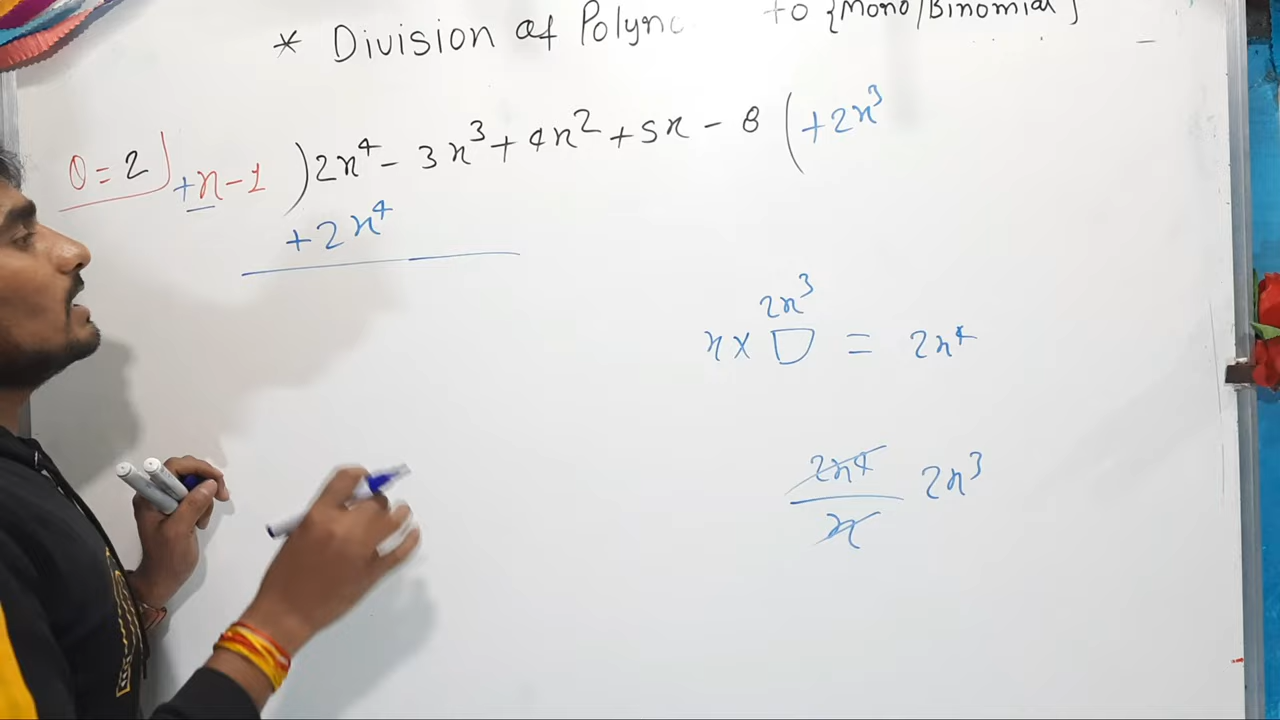 * Division of Polyno to {Mono/Binomial}
0 = 2) +x-1 ) 2x⁴ - 3x³ + 4x² + 5x - 8 ( +2x³
+2x⁴
2x³
x × □ = 2x⁴
2x⁴ 2x³
x